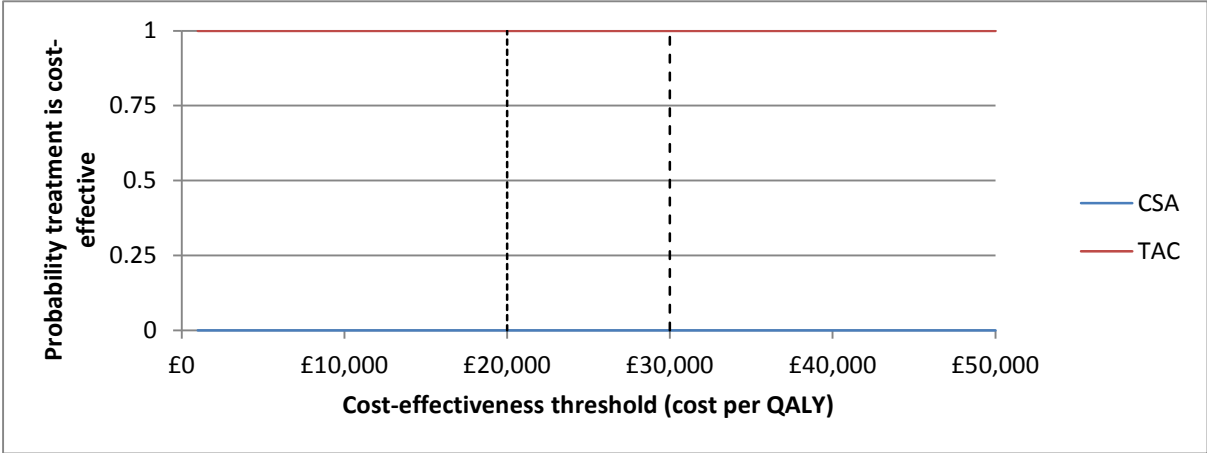 Probability treatment is cost-
effective
1
0.75
0.5
0.25
0
£0
£10,000
£20,000
£30,000
£40,000
£50,000
Cost-effectiveness threshold (cost per QALY)
CSA
TAC